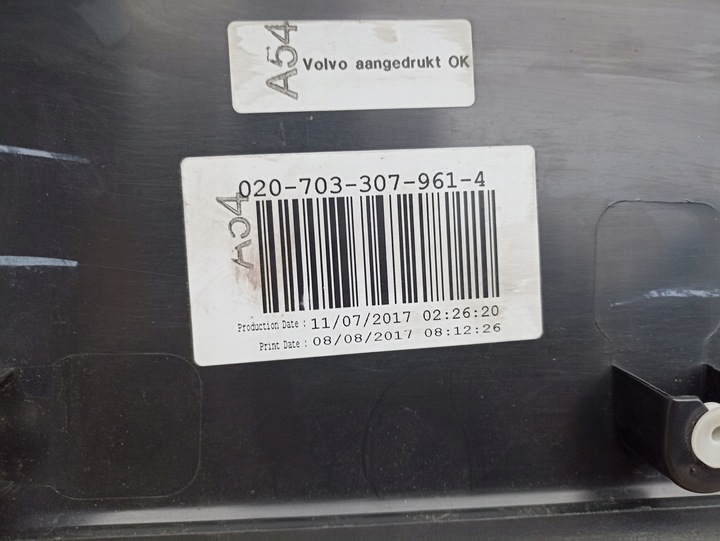 A54
Volvo aangedrukt OK
020-703-307-961-4
A54
Production Date : 11/07/2017 02:26:20
Print Date : 08/08/2017 08:12:26